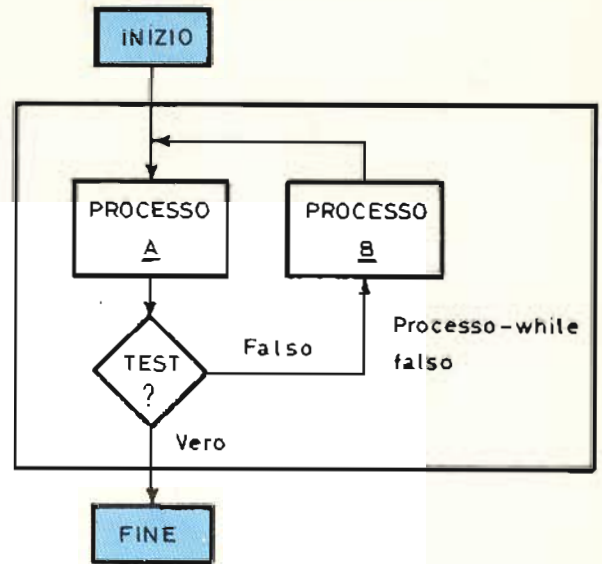 INIZIO
PROCESSO
A
PROCESSO
B
TEST
?
Falso
Processo-while
falso
Vero
FINE